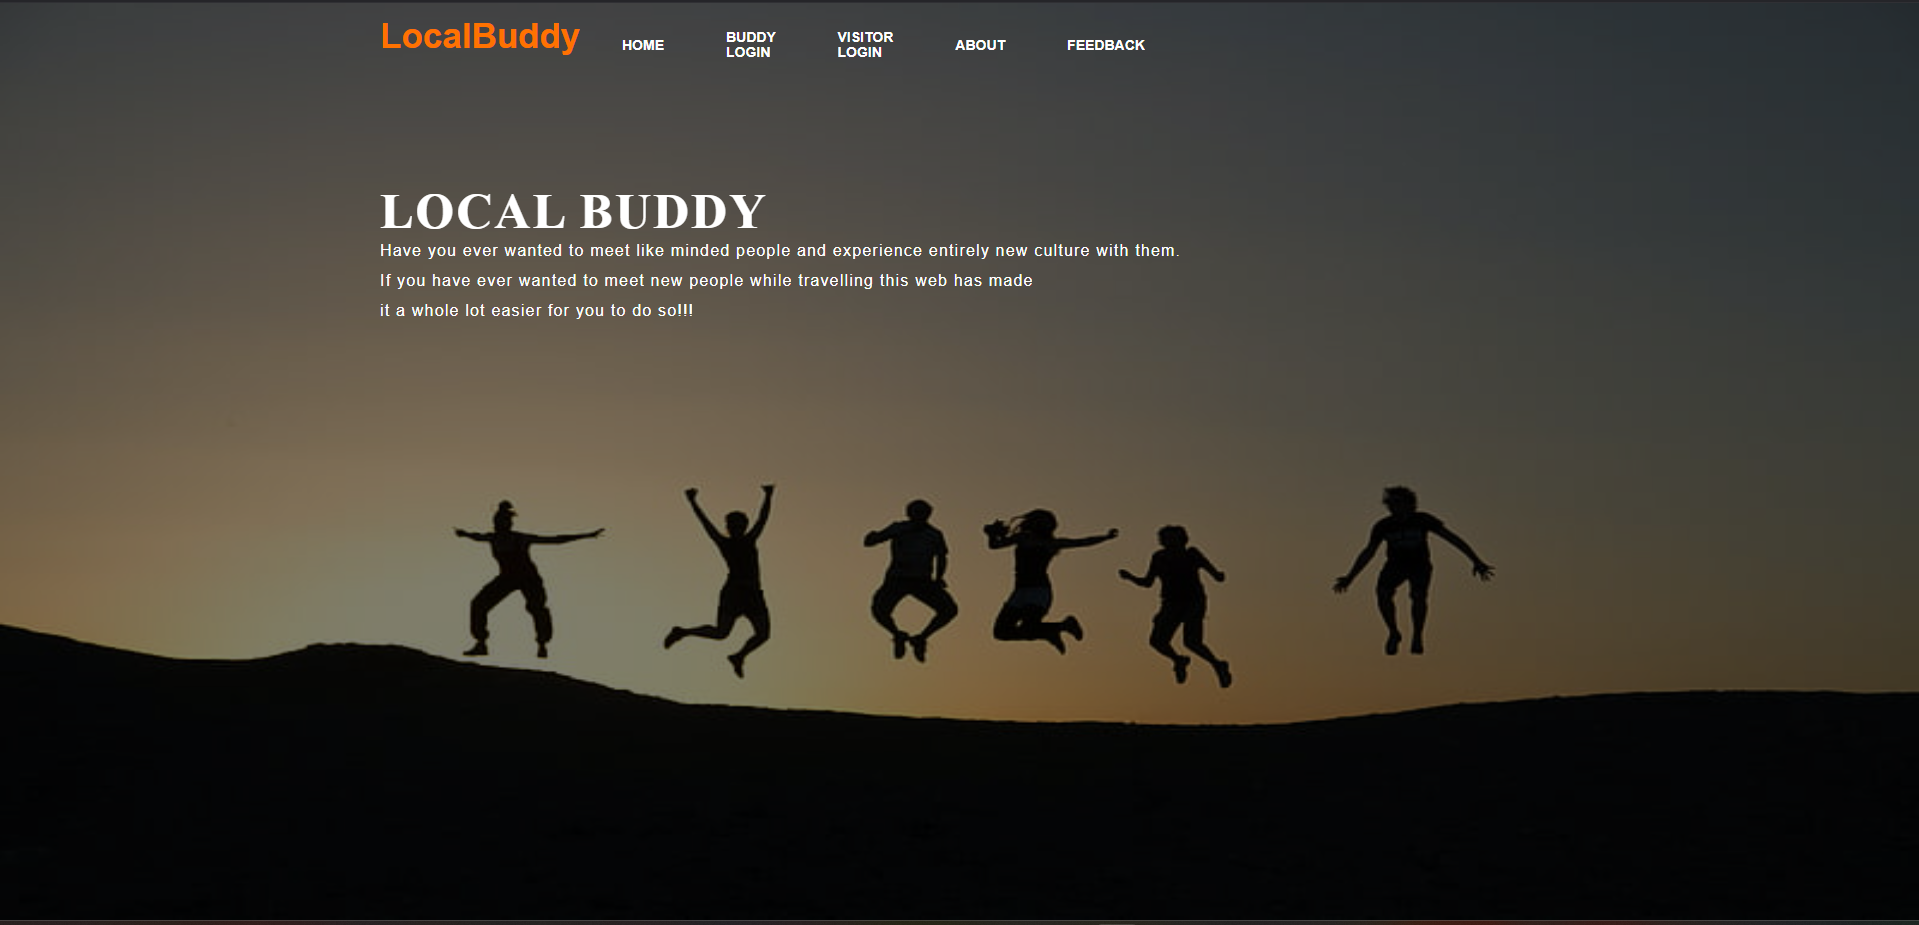 LocalBuddy
HOME
BUDDY
LOGIN
VISITOR
LOGIN
ABOUT
FEEDBACK
LOCAL BUDDY
Have you ever wanted to meet like minded people and experience entirely new culture with them.
If you have ever wanted to meet new people while travelling this web has made
it a whole lot easier for you to do so!!!